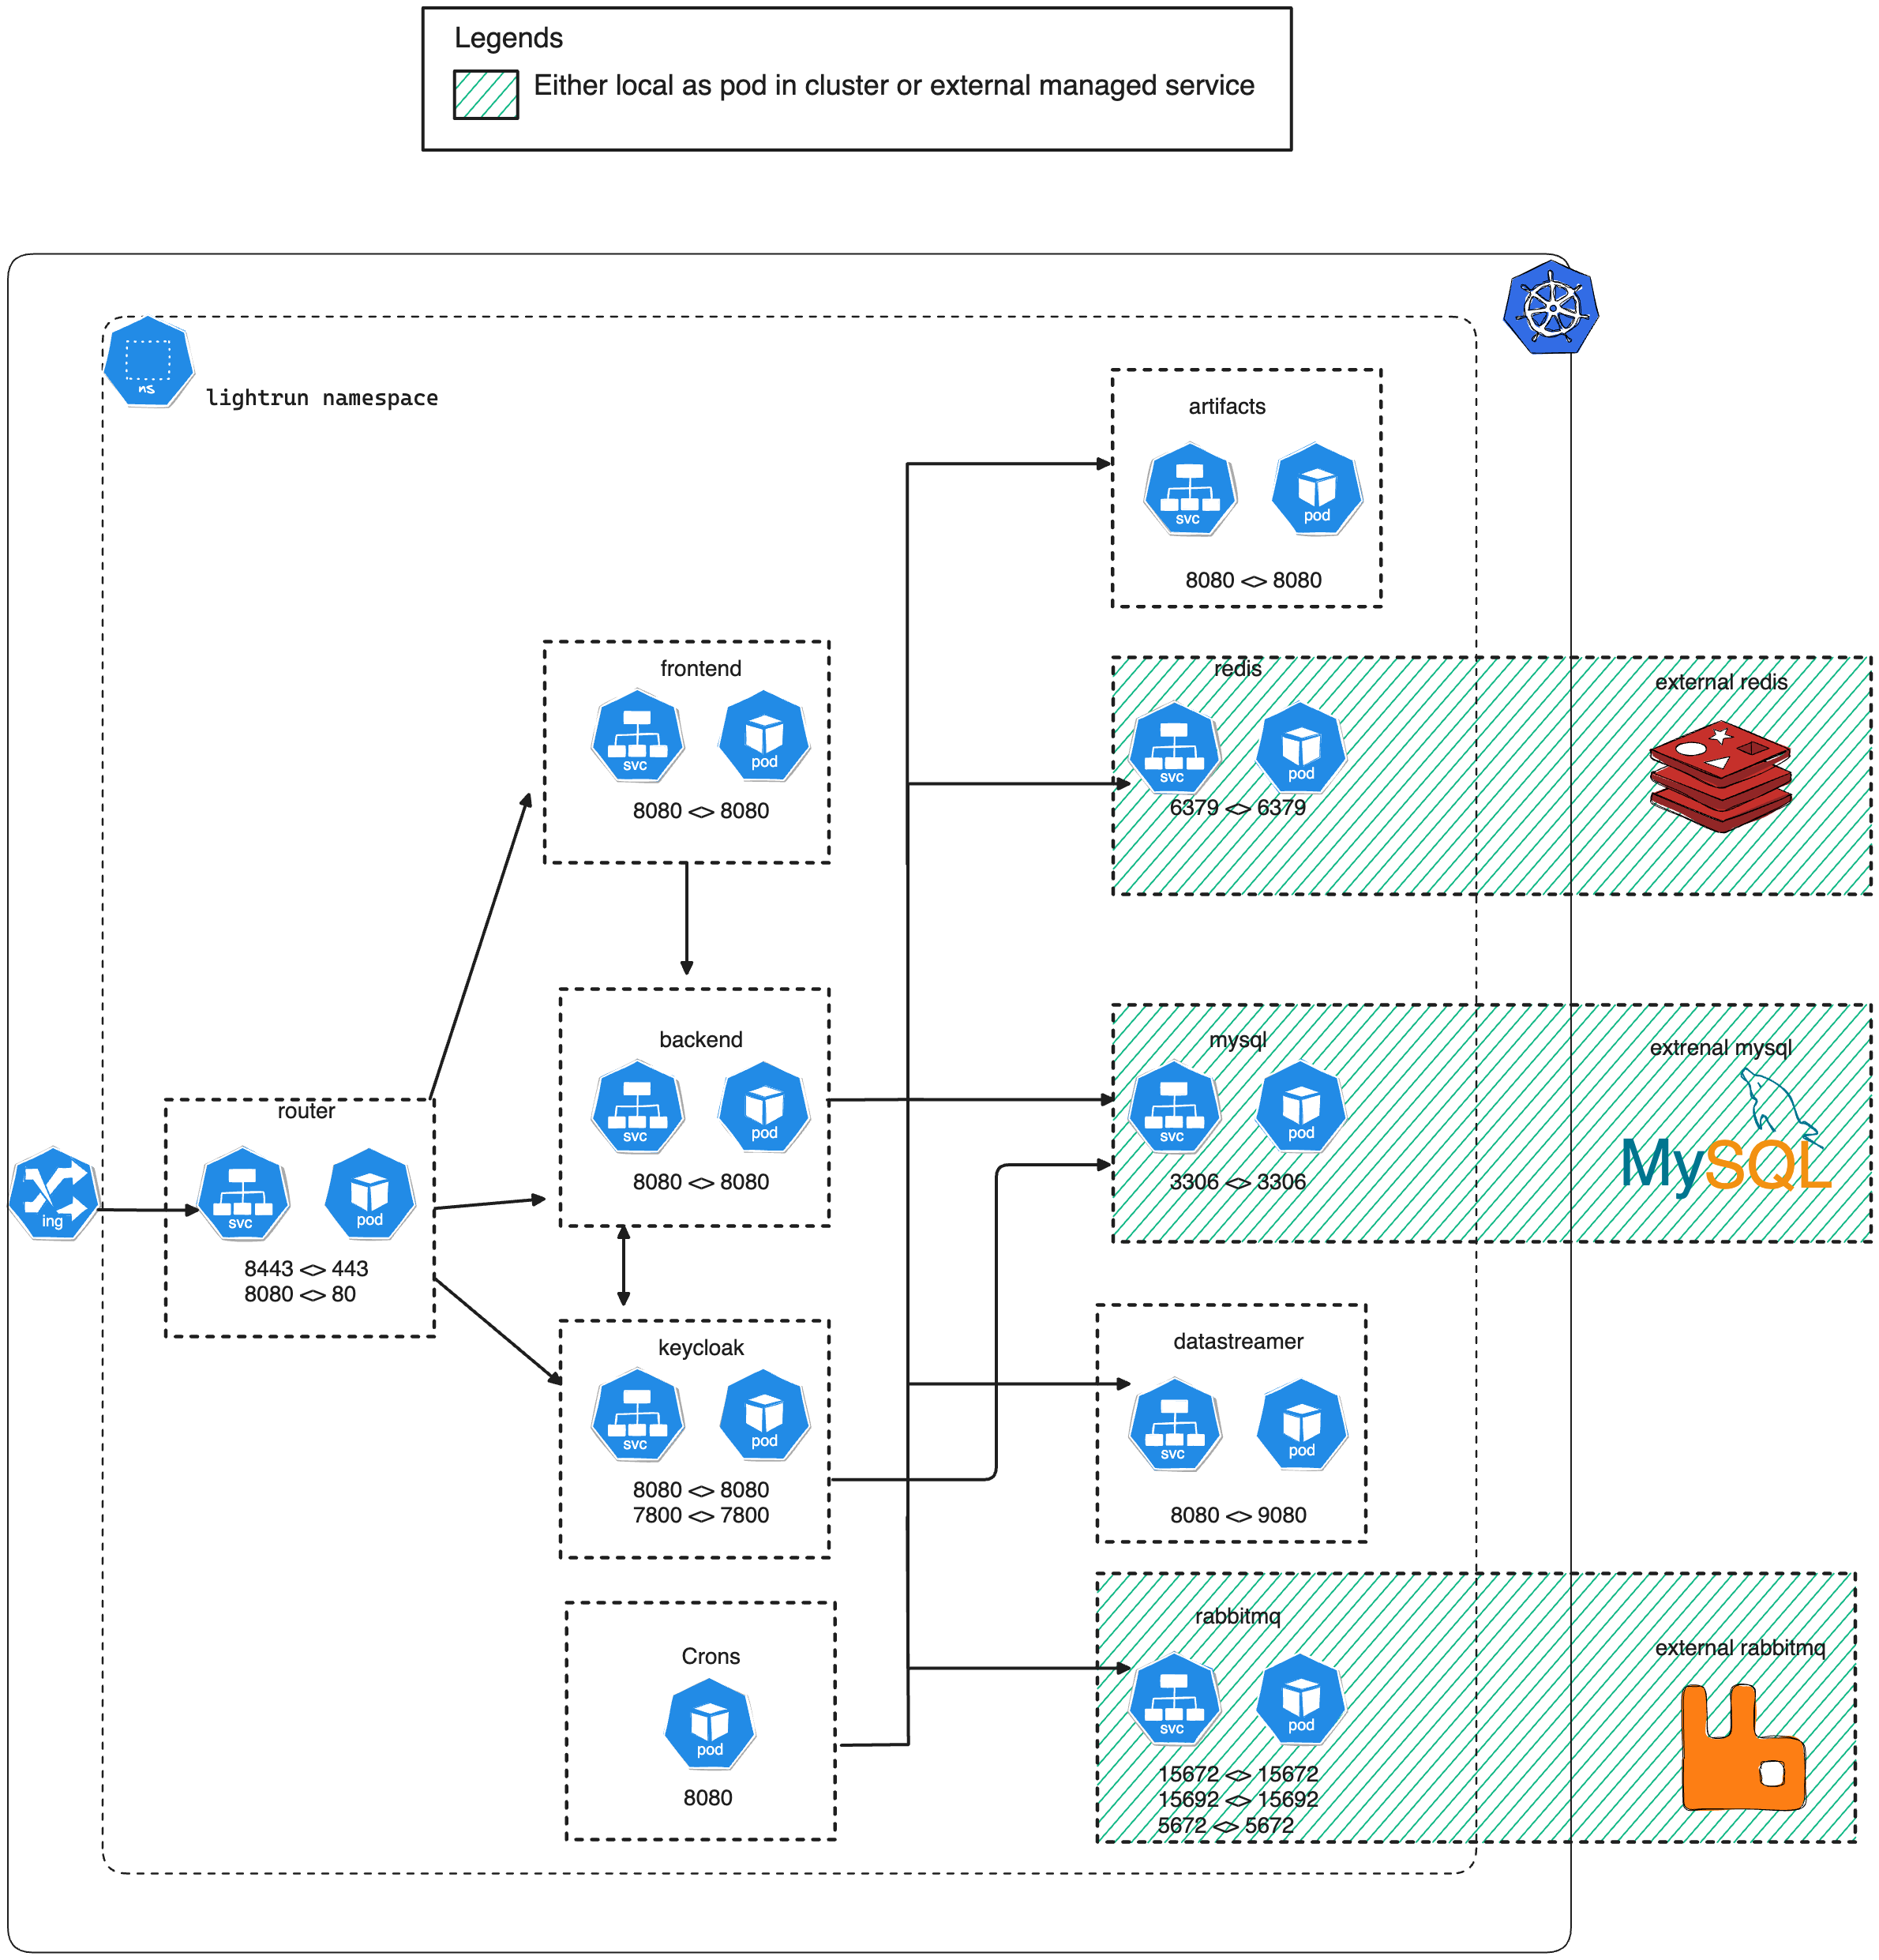 Legends
Either local as pod in cluster or external managed service
ns
lightrun namespace
artifacts
svc
pod
8080 <> 8080
frontend
svc
pod
8080 <> 8080
redis
svc
pod
6379 <> 6379
external redis
backend
svc
pod
8080 <> 8080
mysql
svc
pod
3306 <> 3306
extrenal mysql
MySQL
ing
router
svc
pod
8443 <> 443
8080 <> 80
keycloak
svc
pod
8080 <> 8080
7800 <> 7800
datastreamer
svc
pod
8080 <> 9080
Crons
pod
8080
rabbitmq
svc
pod
15672 <> 15672
15692 <> 15692
5672 <> 5672
external rabbitmq